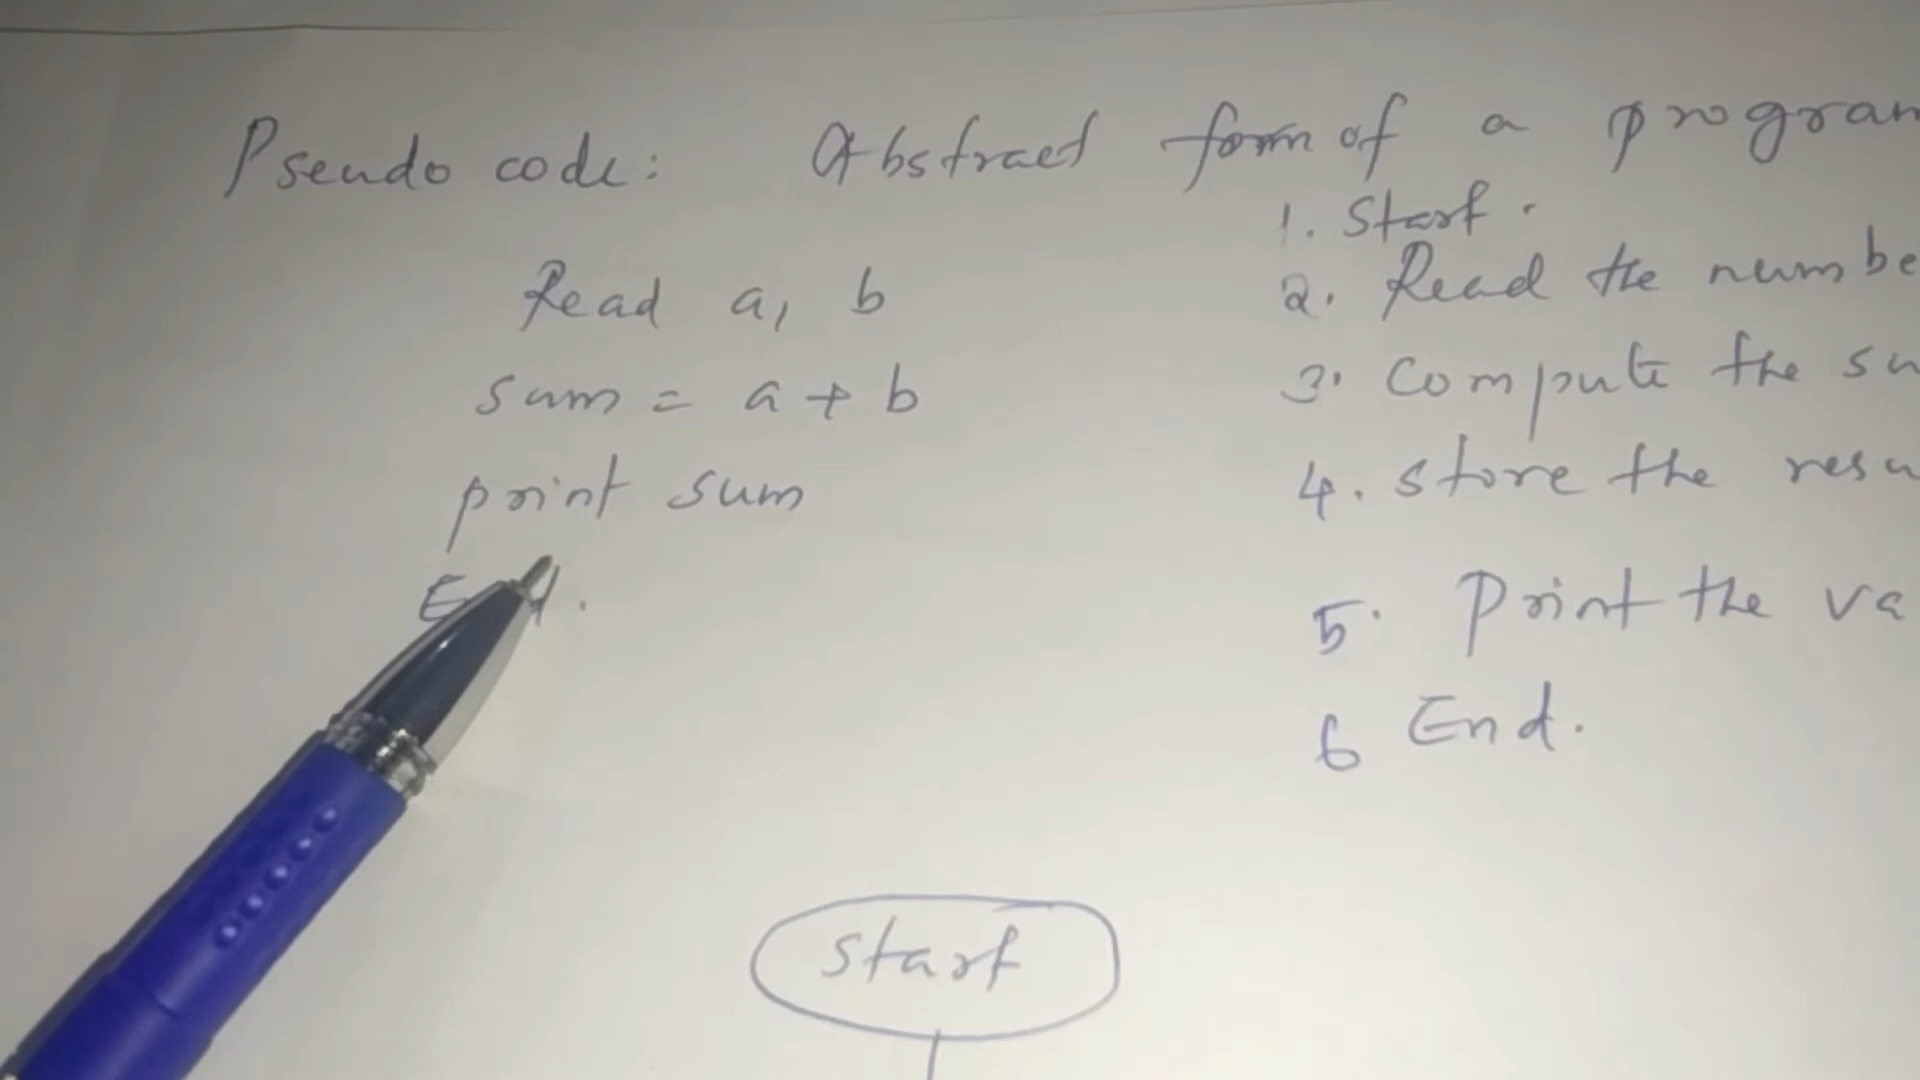 Pseudo code: Abstract form of a program
Read a, b
sum = a + b
print sum
1. Start.
2. Read the numbe
3. Compute the su
4. store the resu
5. Print the va
6 End.
Start